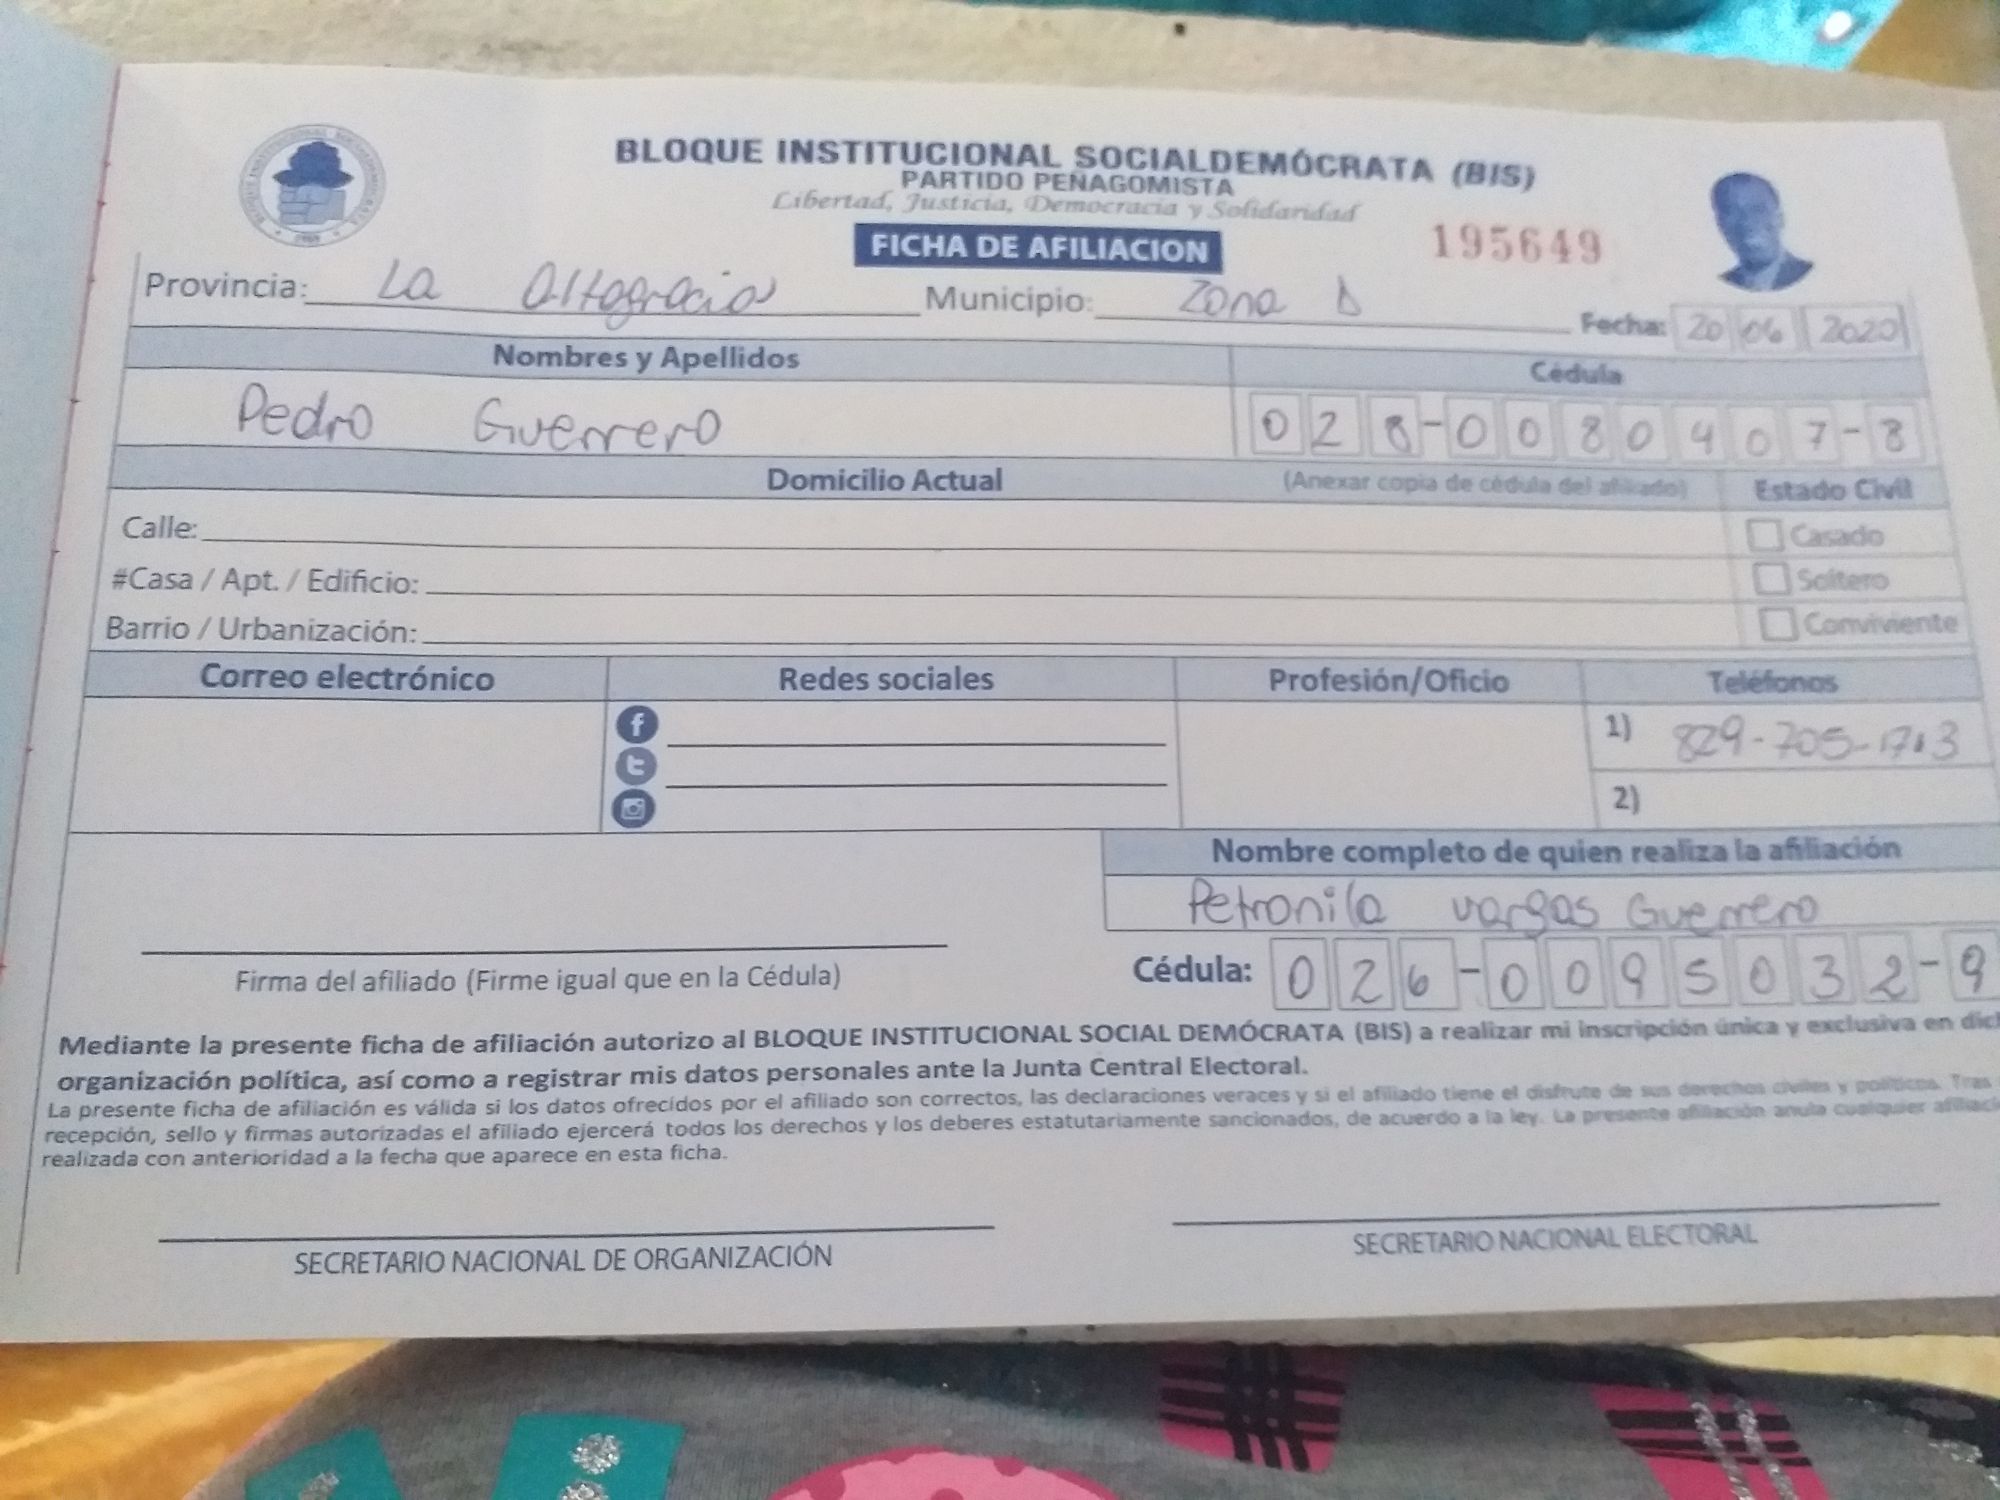 BLOQUE INSTITUCIONAL SOCIALDEMÓCRATA (BIS)
PARTIDO PEÑAGOMISTA
Libertad, Justicia, Democracia y Solidaridad
FICHA DE AFILIACION
195649
Provincia: La altagracia Municipio: Zona D
Fecha: 20 06 2020
Nombres y Apellidos Cédula
Pedro Guerrero 028-0080407-8
Domicilio Actual (Anexar copia de cédula del afiliado) Estado Civil
Calle: Casado
#Casa / Apt. / Edificio: Soltero
Barrio / Urbanización: Conviviente
Correo electrónico Redes sociales Profesión/Oficio Teléfonos
1) 829-705-1713
2)
Nombre completo de quien realiza la afiliación
Petronila vargas Guerrero
Cédula: 026-0095032-9
Firma del afiliado (Firme igual que en la Cédula)
Mediante la presente ficha de afiliación autorizo al BLOQUE INSTITUCIONAL SOCIAL DEMÓCRATA (BIS) a realizar mi inscripción única y exclusiva en
organización política, así como a registrar mis datos personales ante la Junta Central Electoral.
La presente ficha de afiliación es válida si los datos ofrecidos por el afiliado son correctos, las declaraciones veraces y si el afiliado tiene el disfrute de sus derechos civiles y políticos. Tras
recepción, sello y firmas autorizadas el afiliado ejercerá todos los derechos y los deberes estatutariamente sancionados, de acuerdo a la ley. La presente afiliación anula cualquier
realizada con anterioridad a la fecha que aparece en esta ficha.
SECRETARIO NACIONAL DE ORGANIZACIÓN SECRETARIO NACIONAL ELECTORAL